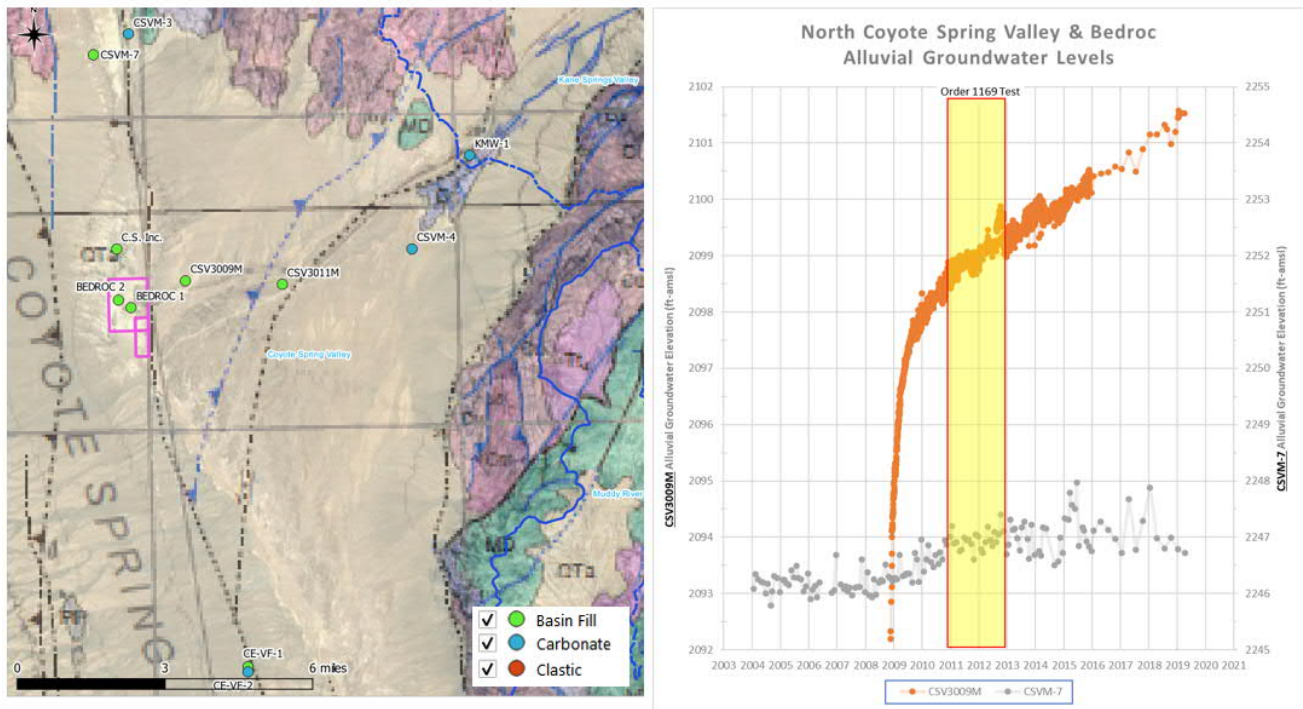 CSVM-3
CSVM-7
Kane Springs Valley
MD
KMW-1
C.S. Inc.
QTa
CSVM-4
CSV3009M
CSV3011M
BEDROC 2
BEDROC 1
Coyote Spring Valley
COYOTE SPRING
Muddy River
MD
QTa
CE-VF-1
CE-VF-2
0 3 6 miles
✓ Basin Fill
✓ Carbonate
✓ Clastic
North Coyote Spring Valley & Bedroc
Alluvial Groundwater Levels
Order 1169 Test
2102
2101
2100
2099
2098
2097
2096
2095
2094
2093
2092
CSV3009M Alluvial Groundwater Elevation (ft-amsl)
2255
2254
2253
2252
2251
2250
2249
2248
2247
2246
2245
CSVM-7 Alluvial Groundwater Elevation (ft-amsl)
2003 2004 2005 2006 2007 2008 2009 2010 2011 2012 2013 2014 2015 2016 2017 2018 2019 2020 2021
CSV3009M CSVM-7